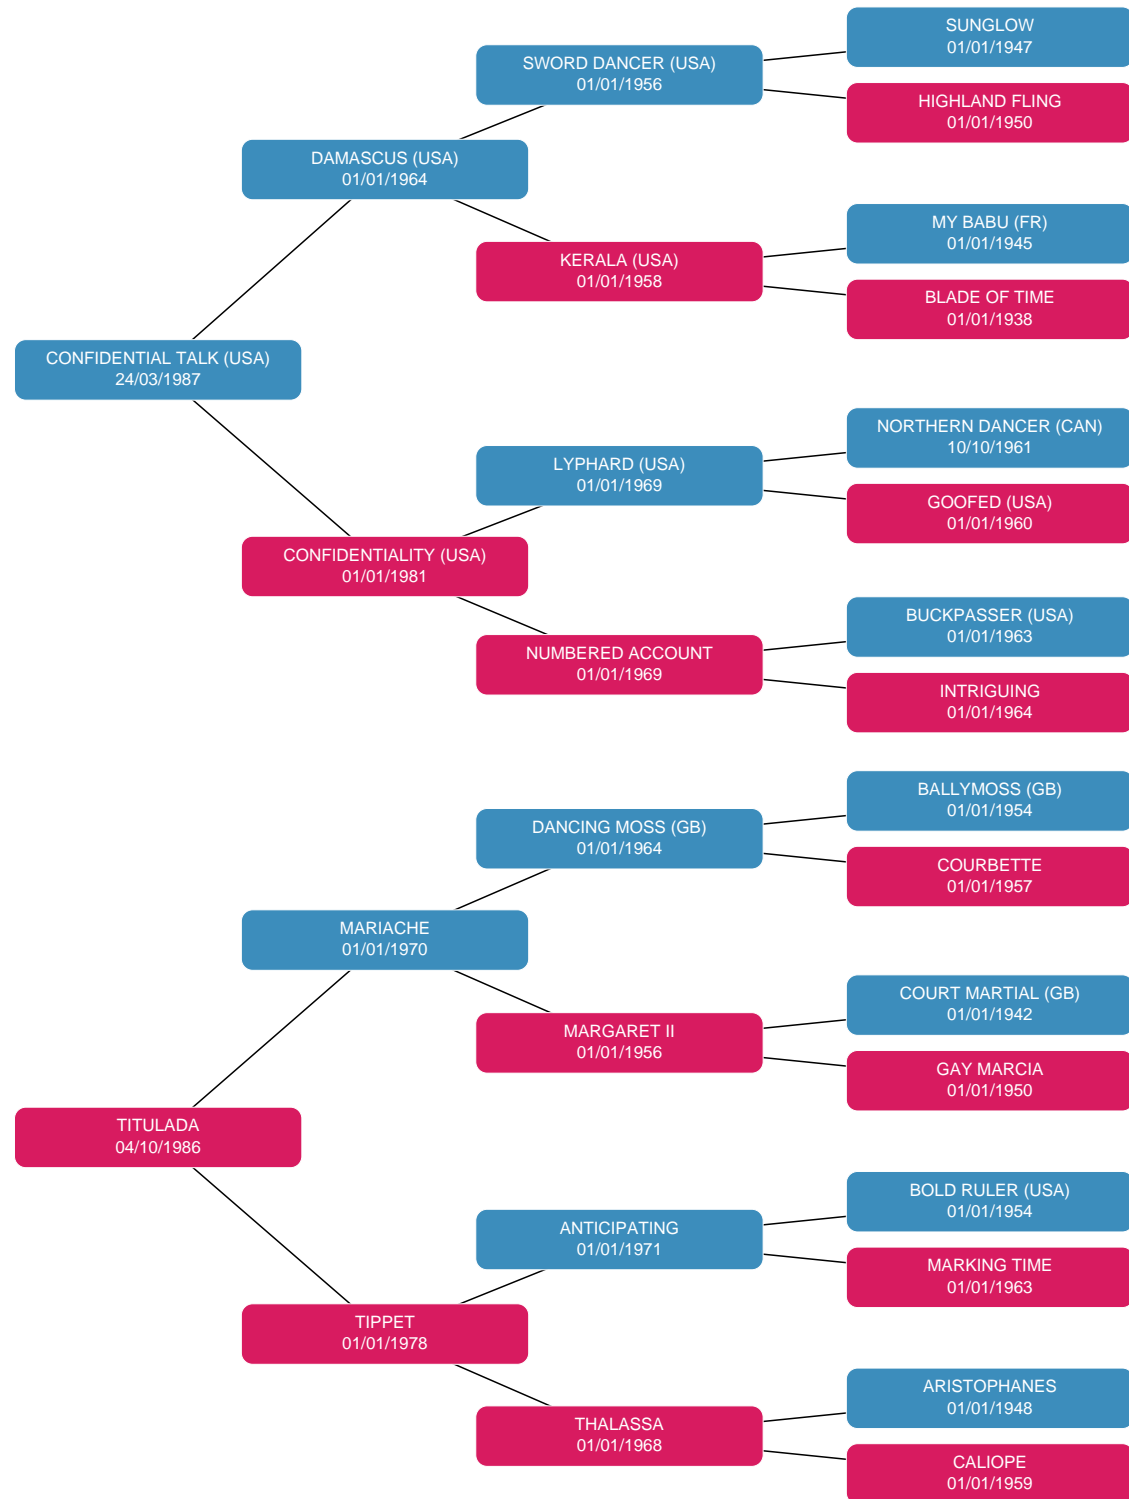 SUNGLOW
01/01/1947
SWORD DANCER (USA)
01/01/1956
HIGHLAND FLING
01/01/1950
DAMASCUS (USA)
01/01/1964
MY BABU (FR)
01/01/1945
KERALA (USA)
01/01/1958
BLADE OF TIME
01/01/1938
CONFIDENTIAL TALK (USA)
24/03/1987
NORTHERN DANCER (CAN)
10/10/1961
LYPHARD (USA)
01/01/1969
GOOFED (USA)
01/01/1960
CONFIDENTIALITY (USA)
01/01/1981
BUCKPASSER (USA)
01/01/1963
NUMBERED ACCOUNT
01/01/1969
INTRIGUING
01/01/1964
BALLYMOSS (GB)
01/01/1954
DANCING MOSS (GB)
01/01/1964
COURBETTE
01/01/1957
MARIACHE
01/01/1970
COURT MARTIAL (GB)
01/01/1942
MARGARET II
01/01/1956
GAY MARCIA
01/01/1950
TITULADA
04/10/1986
BOLD RULER (USA)
01/01/1954
ANTICIPATING
01/01/1971
MARKING TIME
01/01/1963
TIPPET
01/01/1978
ARISTOPHANES
01/01/1948
THALASSA
01/01/1968
CALIOPE
01/01/1959